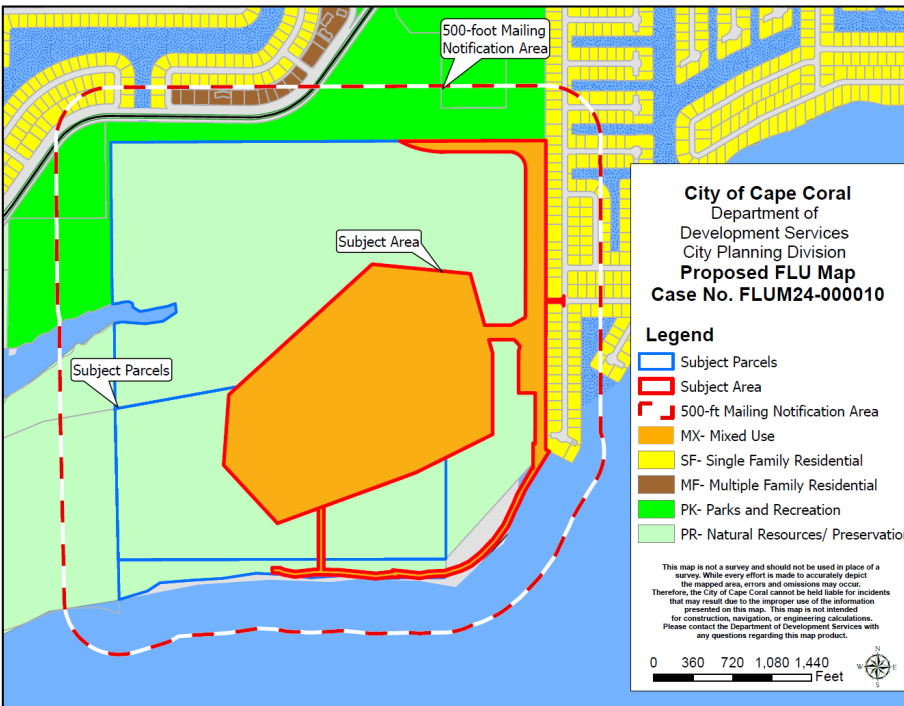 500-foot Mailing
Notification Area
Subject Area
Subject Parcels
City of Cape Coral
Department of
Development Services
City Planning Division
Proposed FLU Map
Case No. FLUM24-000010
Legend
Subject Parcels
Subject Area
500-ft Mailing Notification Area
MX- Mixed Use
SF- Single Family Residential
MF- Multiple Family Residential
PK- Parks and Recreation
PR- Natural Resources/ Preservation
This map is not a survey and should not be used in place of a
survey. While every effort is made to accurately depict
the mapped area, errors and omissions may occur.
Therefore, the City of Cape Coral cannot be held liable for incidents
that may result due to the improper use of the information
presented on this map. This map is not intended
for construction, navigation, or engineering calculations.
Please contact the Department of Development Services with
any questions regarding this map product.
0 360 720 1,080 1,440
Feet
N
W E
S